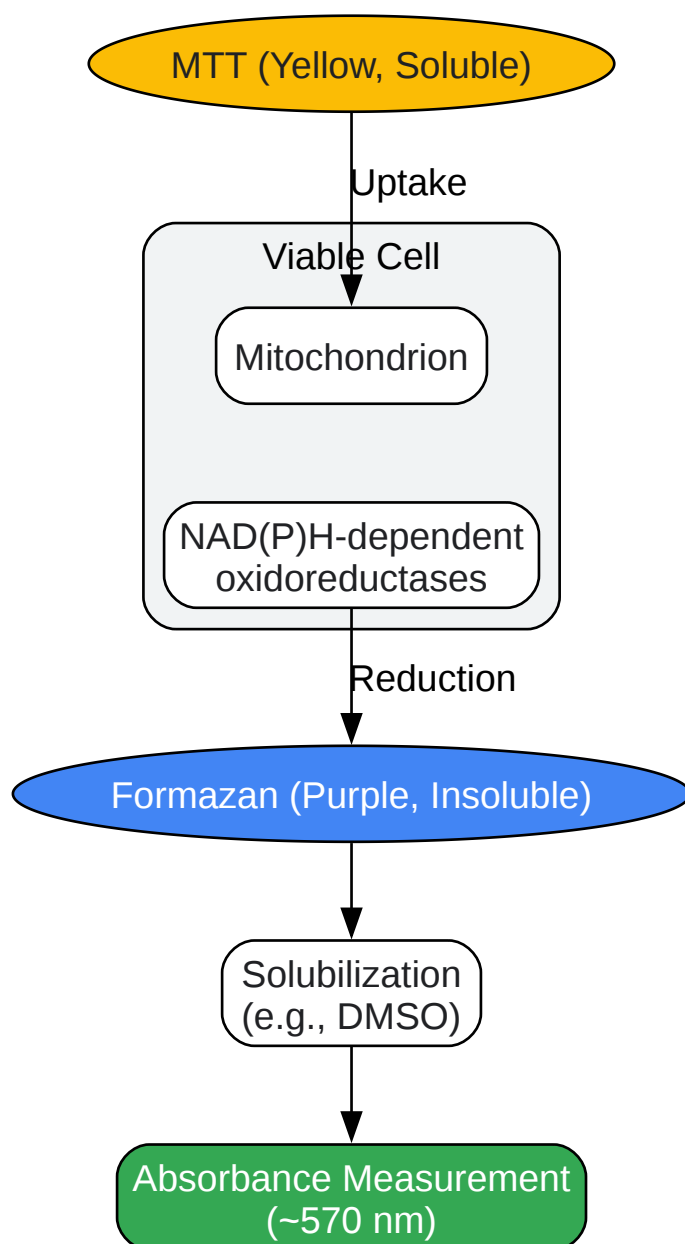 MTT (Yellow, Soluble)
Uptake
Viable Cell
Mitochondrion
NAD(P)H-dependent
oxidoreductases
Reduction
Formazan (Purple, Insoluble)
Solubilization
(e.g., DMSO)
Absorbance Measurement
(~570 nm)